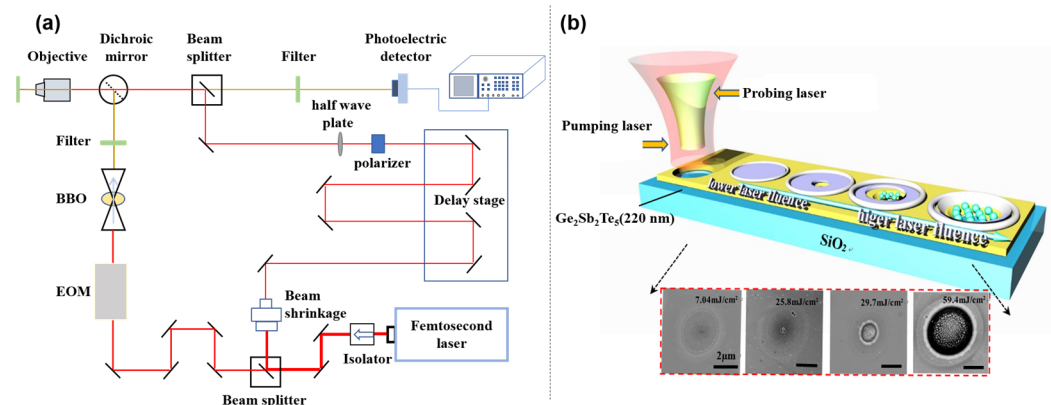 (a)
Objective
Dichroic
mirror
Beam
splitter
Filter
Photoelectric
detector
half wave
plate
polarizer
Filter
BBO
Delay stage
EOM
Beam
shrinkage
Isolator
Femtosecond
laser
Beam splitter
(b)
Probing laser
Pumping laser
lower laser fluence
higer laser fluence
Ge2Sb2Te5(220 nm)
SiO2
7.04mJ/cm²
25.8mJ/cm²
29.7mJ/cm²
59.4mJ/cm²
2μm